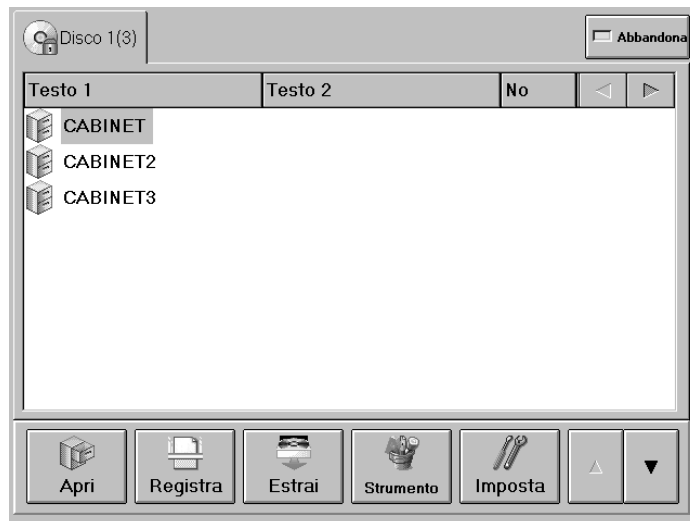 Disco 1(3)
Abbandona
Testo 1 Testo 2 No
CABINET
CABINET2
CABINET3
Apri Registra Estrai Strumento Imposta